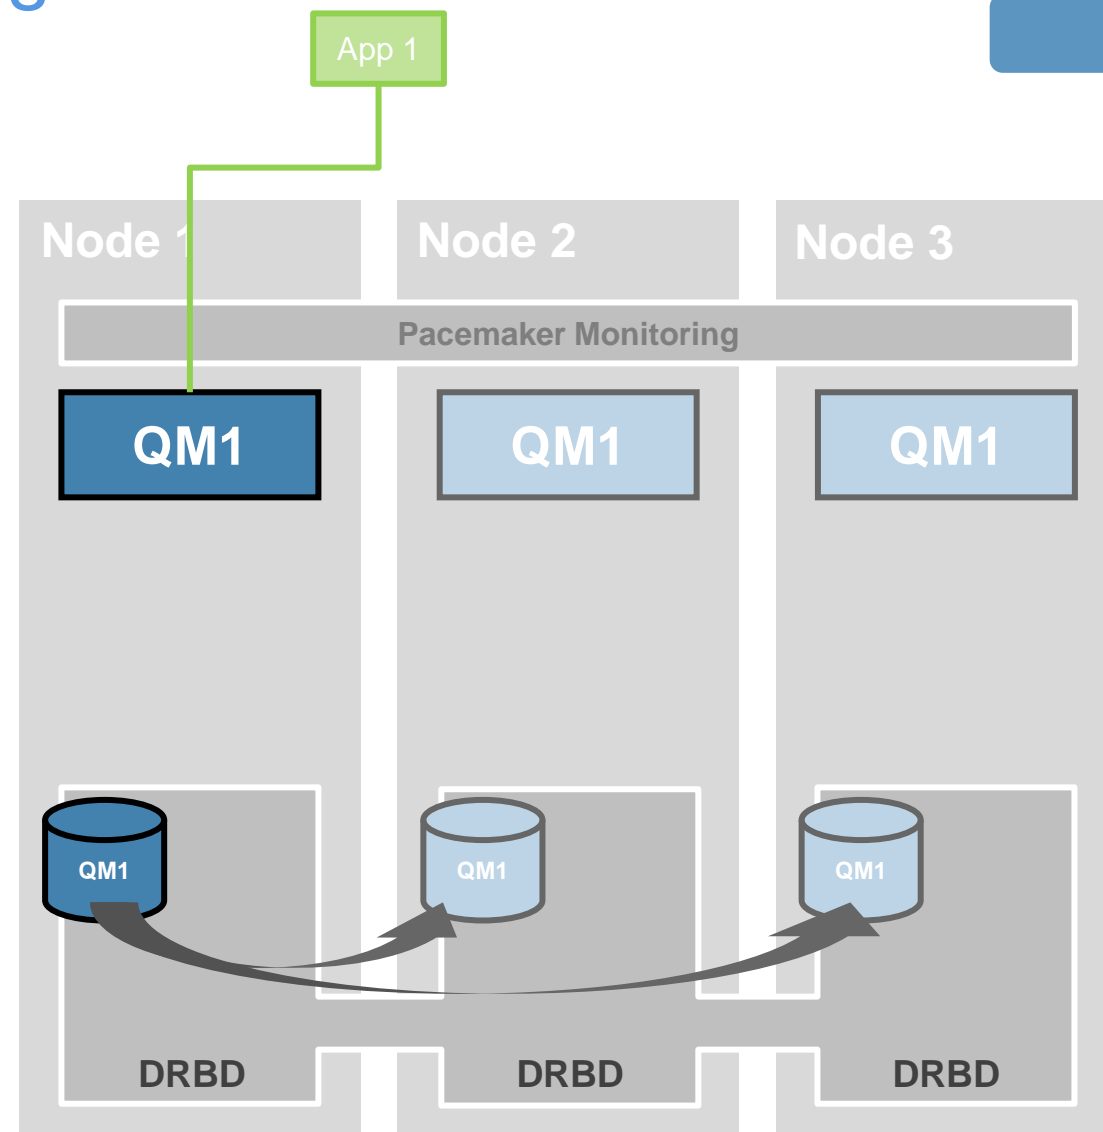 App 1
Node 1
Node 2
Node 3
Pacemaker Monitoring
QM1
QM1
QM1
QM1
QM1
QM1
DRBD
DRBD
DRBD